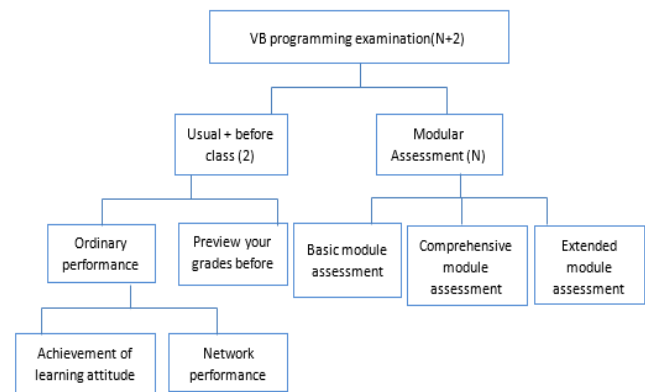 VB programming examination(N+2)
Usual + before
class (2)
Modular
Assessment (N)
Ordinary
performance
Preview your
grades before
Basic module
assessment
Comprehensive
module
assessment
Extended
module
assessment
Achievement of
learning attitude
Network
performance